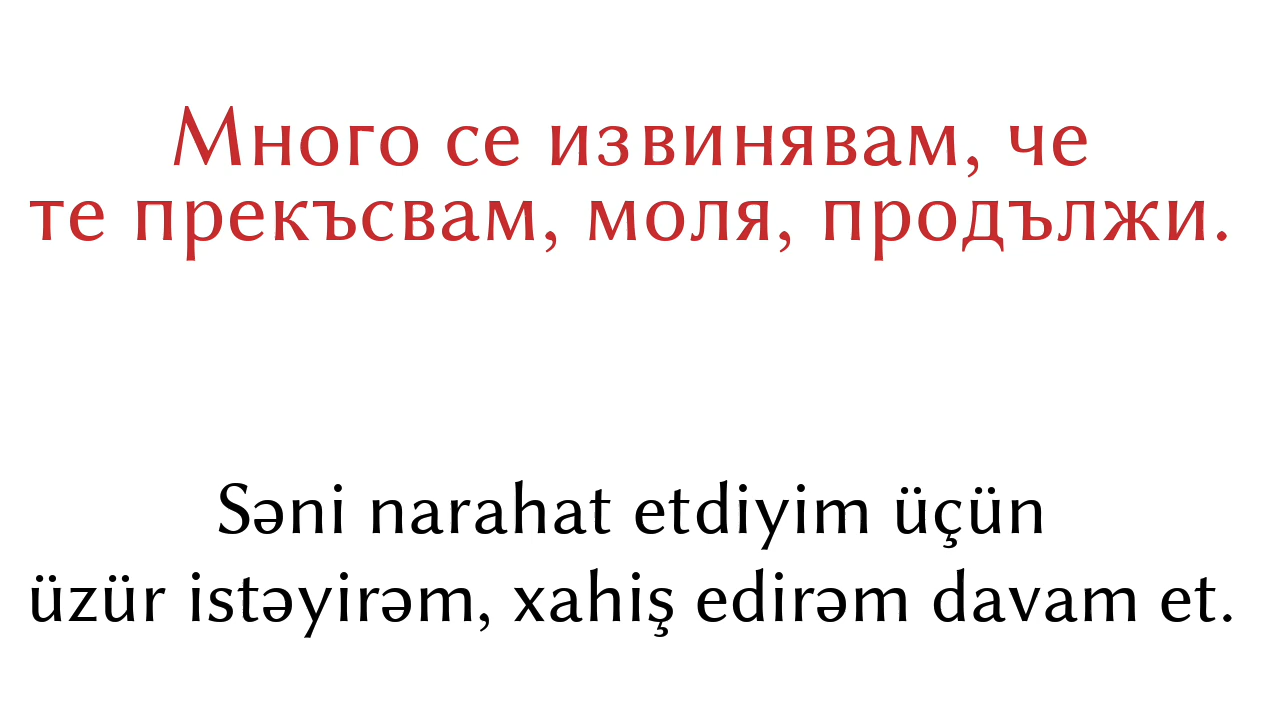 Много се извинявам, че
те прекъсвам, моля, продължи.
Səni narahat etdiyim üçün
üzür istəyirəm, xahiş edirəm davam et.